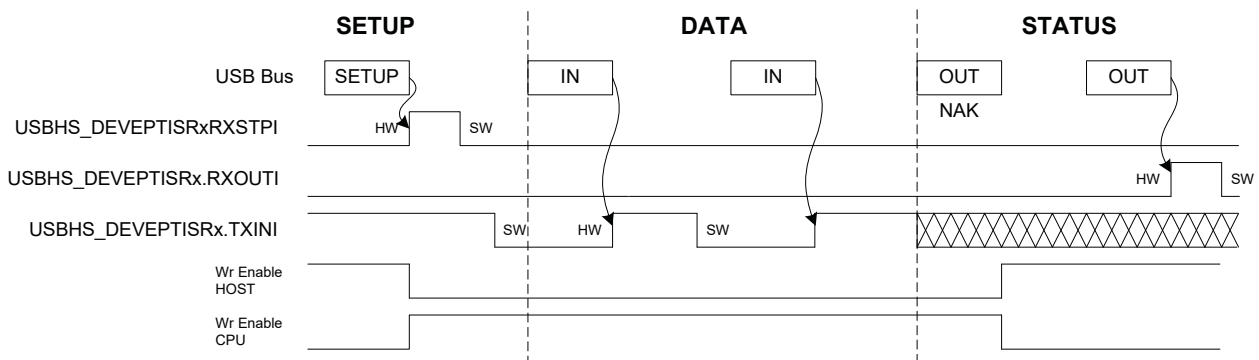 SETUP DATA STATUS
USB Bus SETUP IN IN OUT OUT
NAK
USBHS_DEVEPTISRxRXSTPI HW SW
USBHS_DEVEPTISRx.RXOUTI HW SW
USBHS_DEVEPTISRx.TXINI SW HW SW
Wr Enable
HOST
Wr Enable
CPU